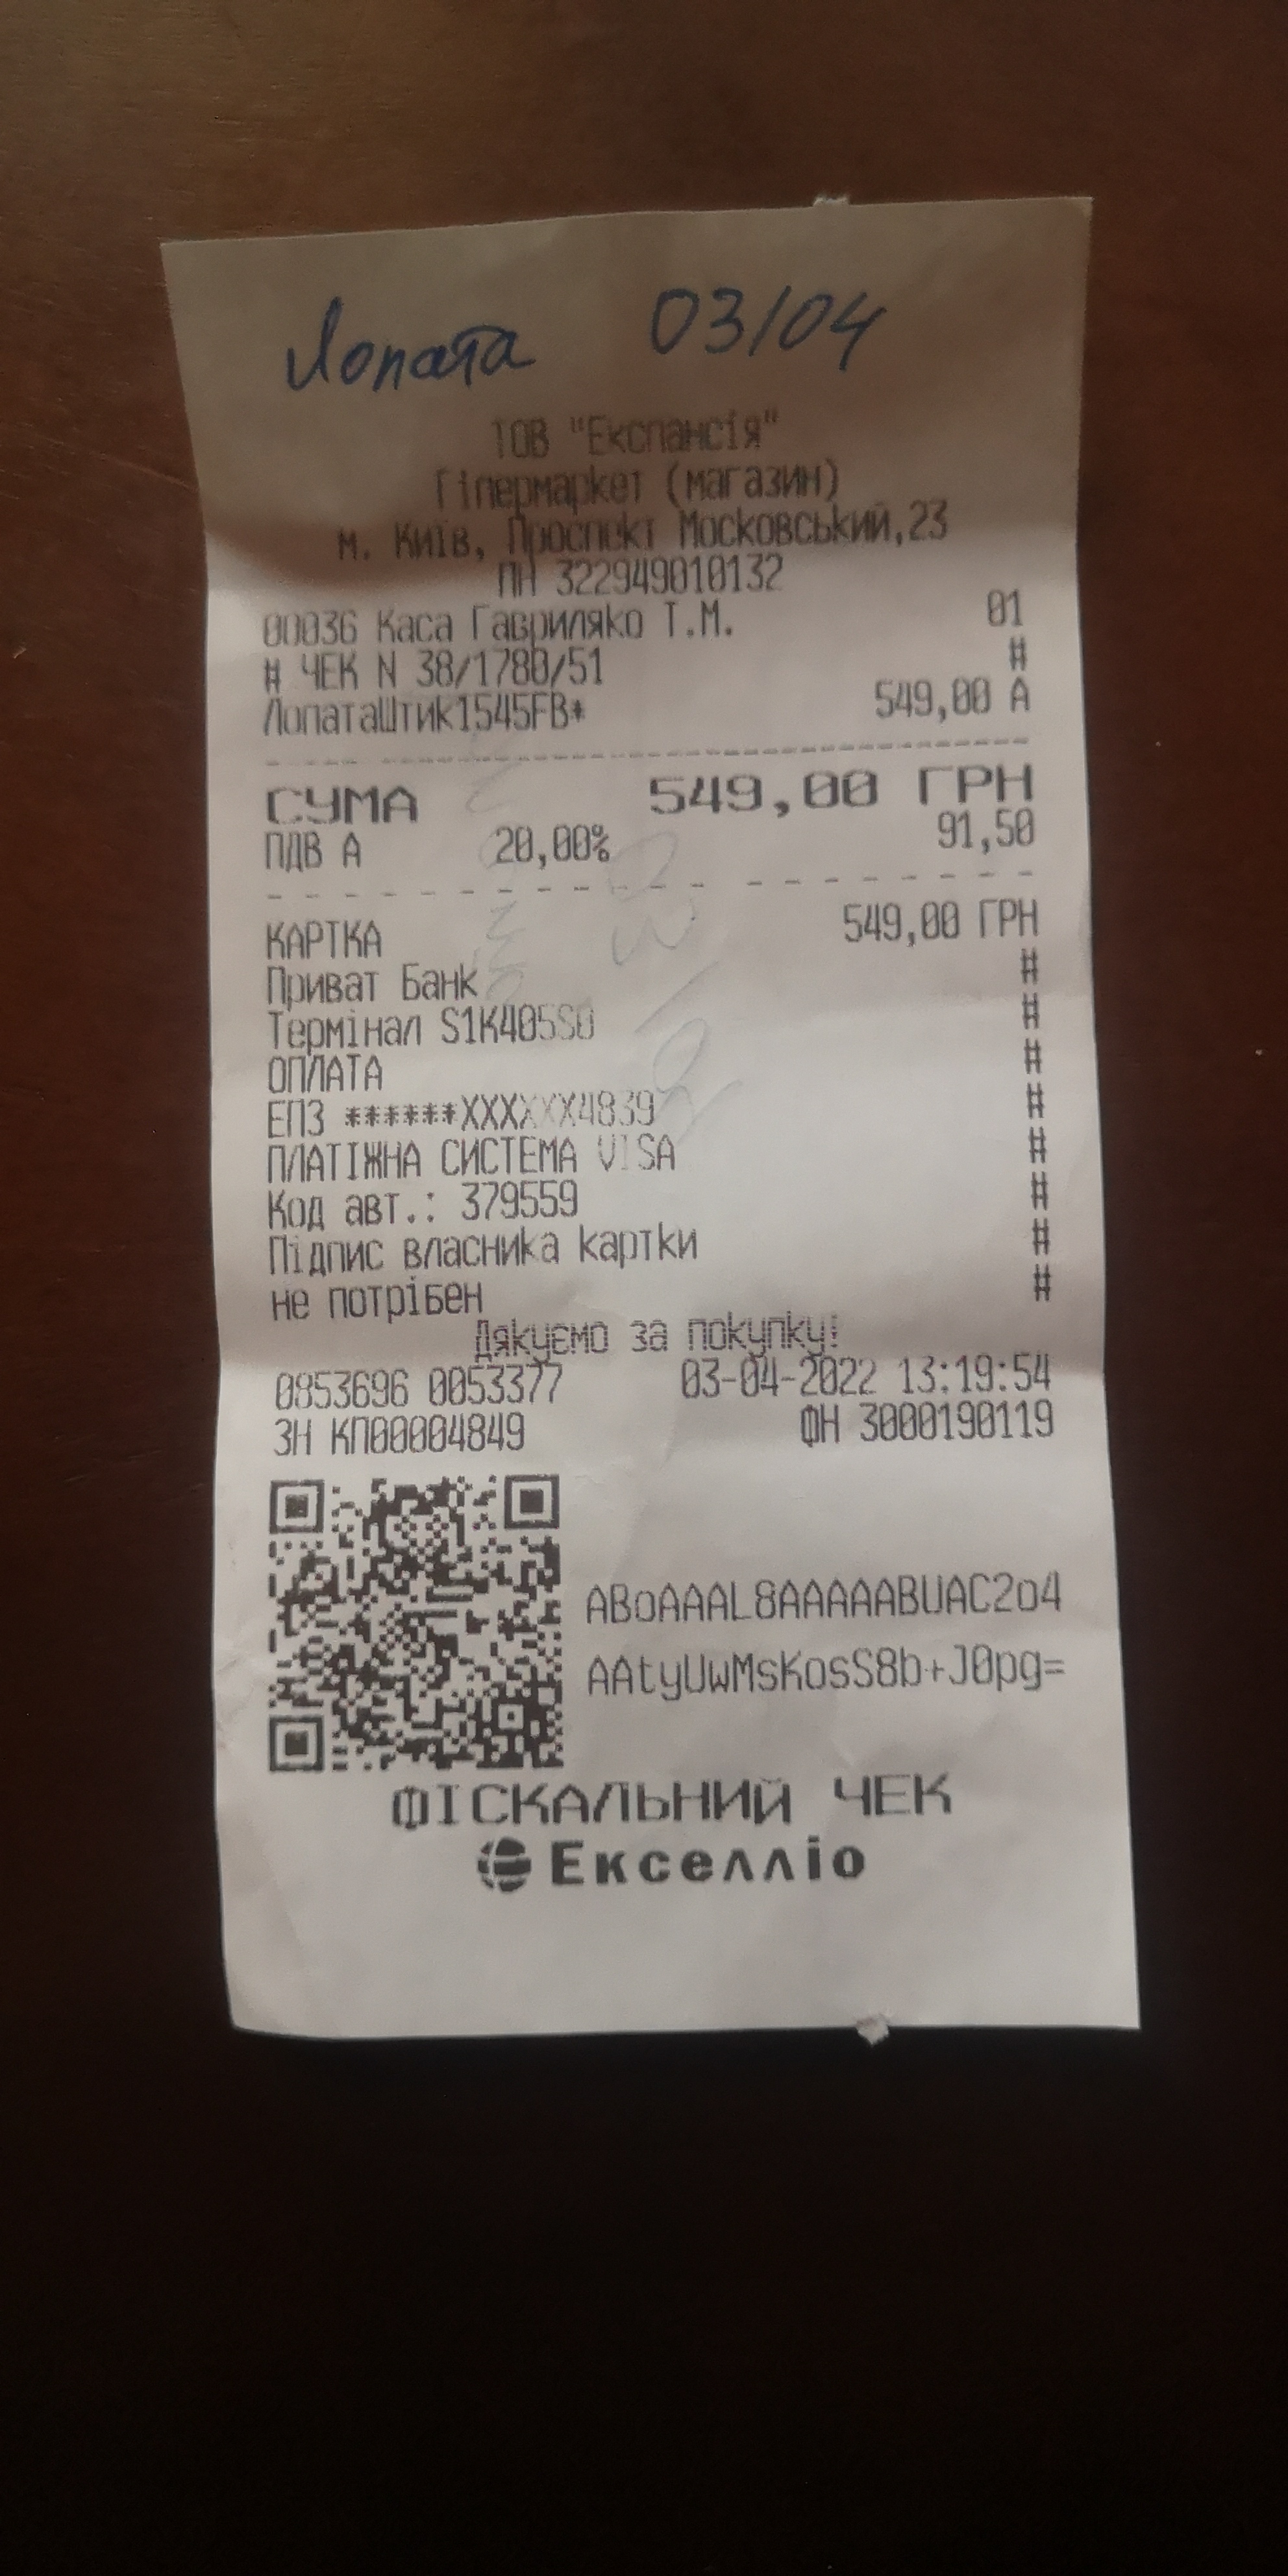 Лопата 03/04
ТОВ "Експансія"
Гіпермаркет (магазин)
м. Київ, Проспект Московський,23
ПН 322949010132
00036 Каса Гавриляко Т.М. 01
# ЧЕК N 38/1780/51 #
ЛопатаШтик1545FB* 549,00 А
СУМА 549,00 ГРН
ПДВ А 20,00% 91,50
КАРТКА 549,00 ГРН
Приват Банк #
Термінал S1K405S0 #
ОПЛАТА #
ЕПЗ ******XXXXXX4839 #
ПЛАТІЖНА СИСТЕМА VISA #
Код авт.: 379559 #
Підпис власника картки #
не потрібен #
Дякуємо за покупку!
0853696 0053377 03-04-2022 13:19:54
ЗН КП00004849 ФН 3000190119
ABoAAAL8AAAAABUAC2o4
AAtyUwMsKosS8b+J0pg=
ФІСКАЛЬНИЙ ЧЕК
Екселліо